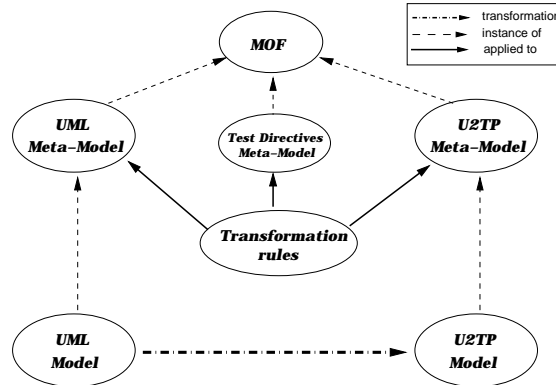 transformation
instance of
applied to
MOF
UML
Meta-Model
Test Directives
Meta-Model
U2TP
Meta-Model
Transformation
rules
UML
Model
U2TP
Model